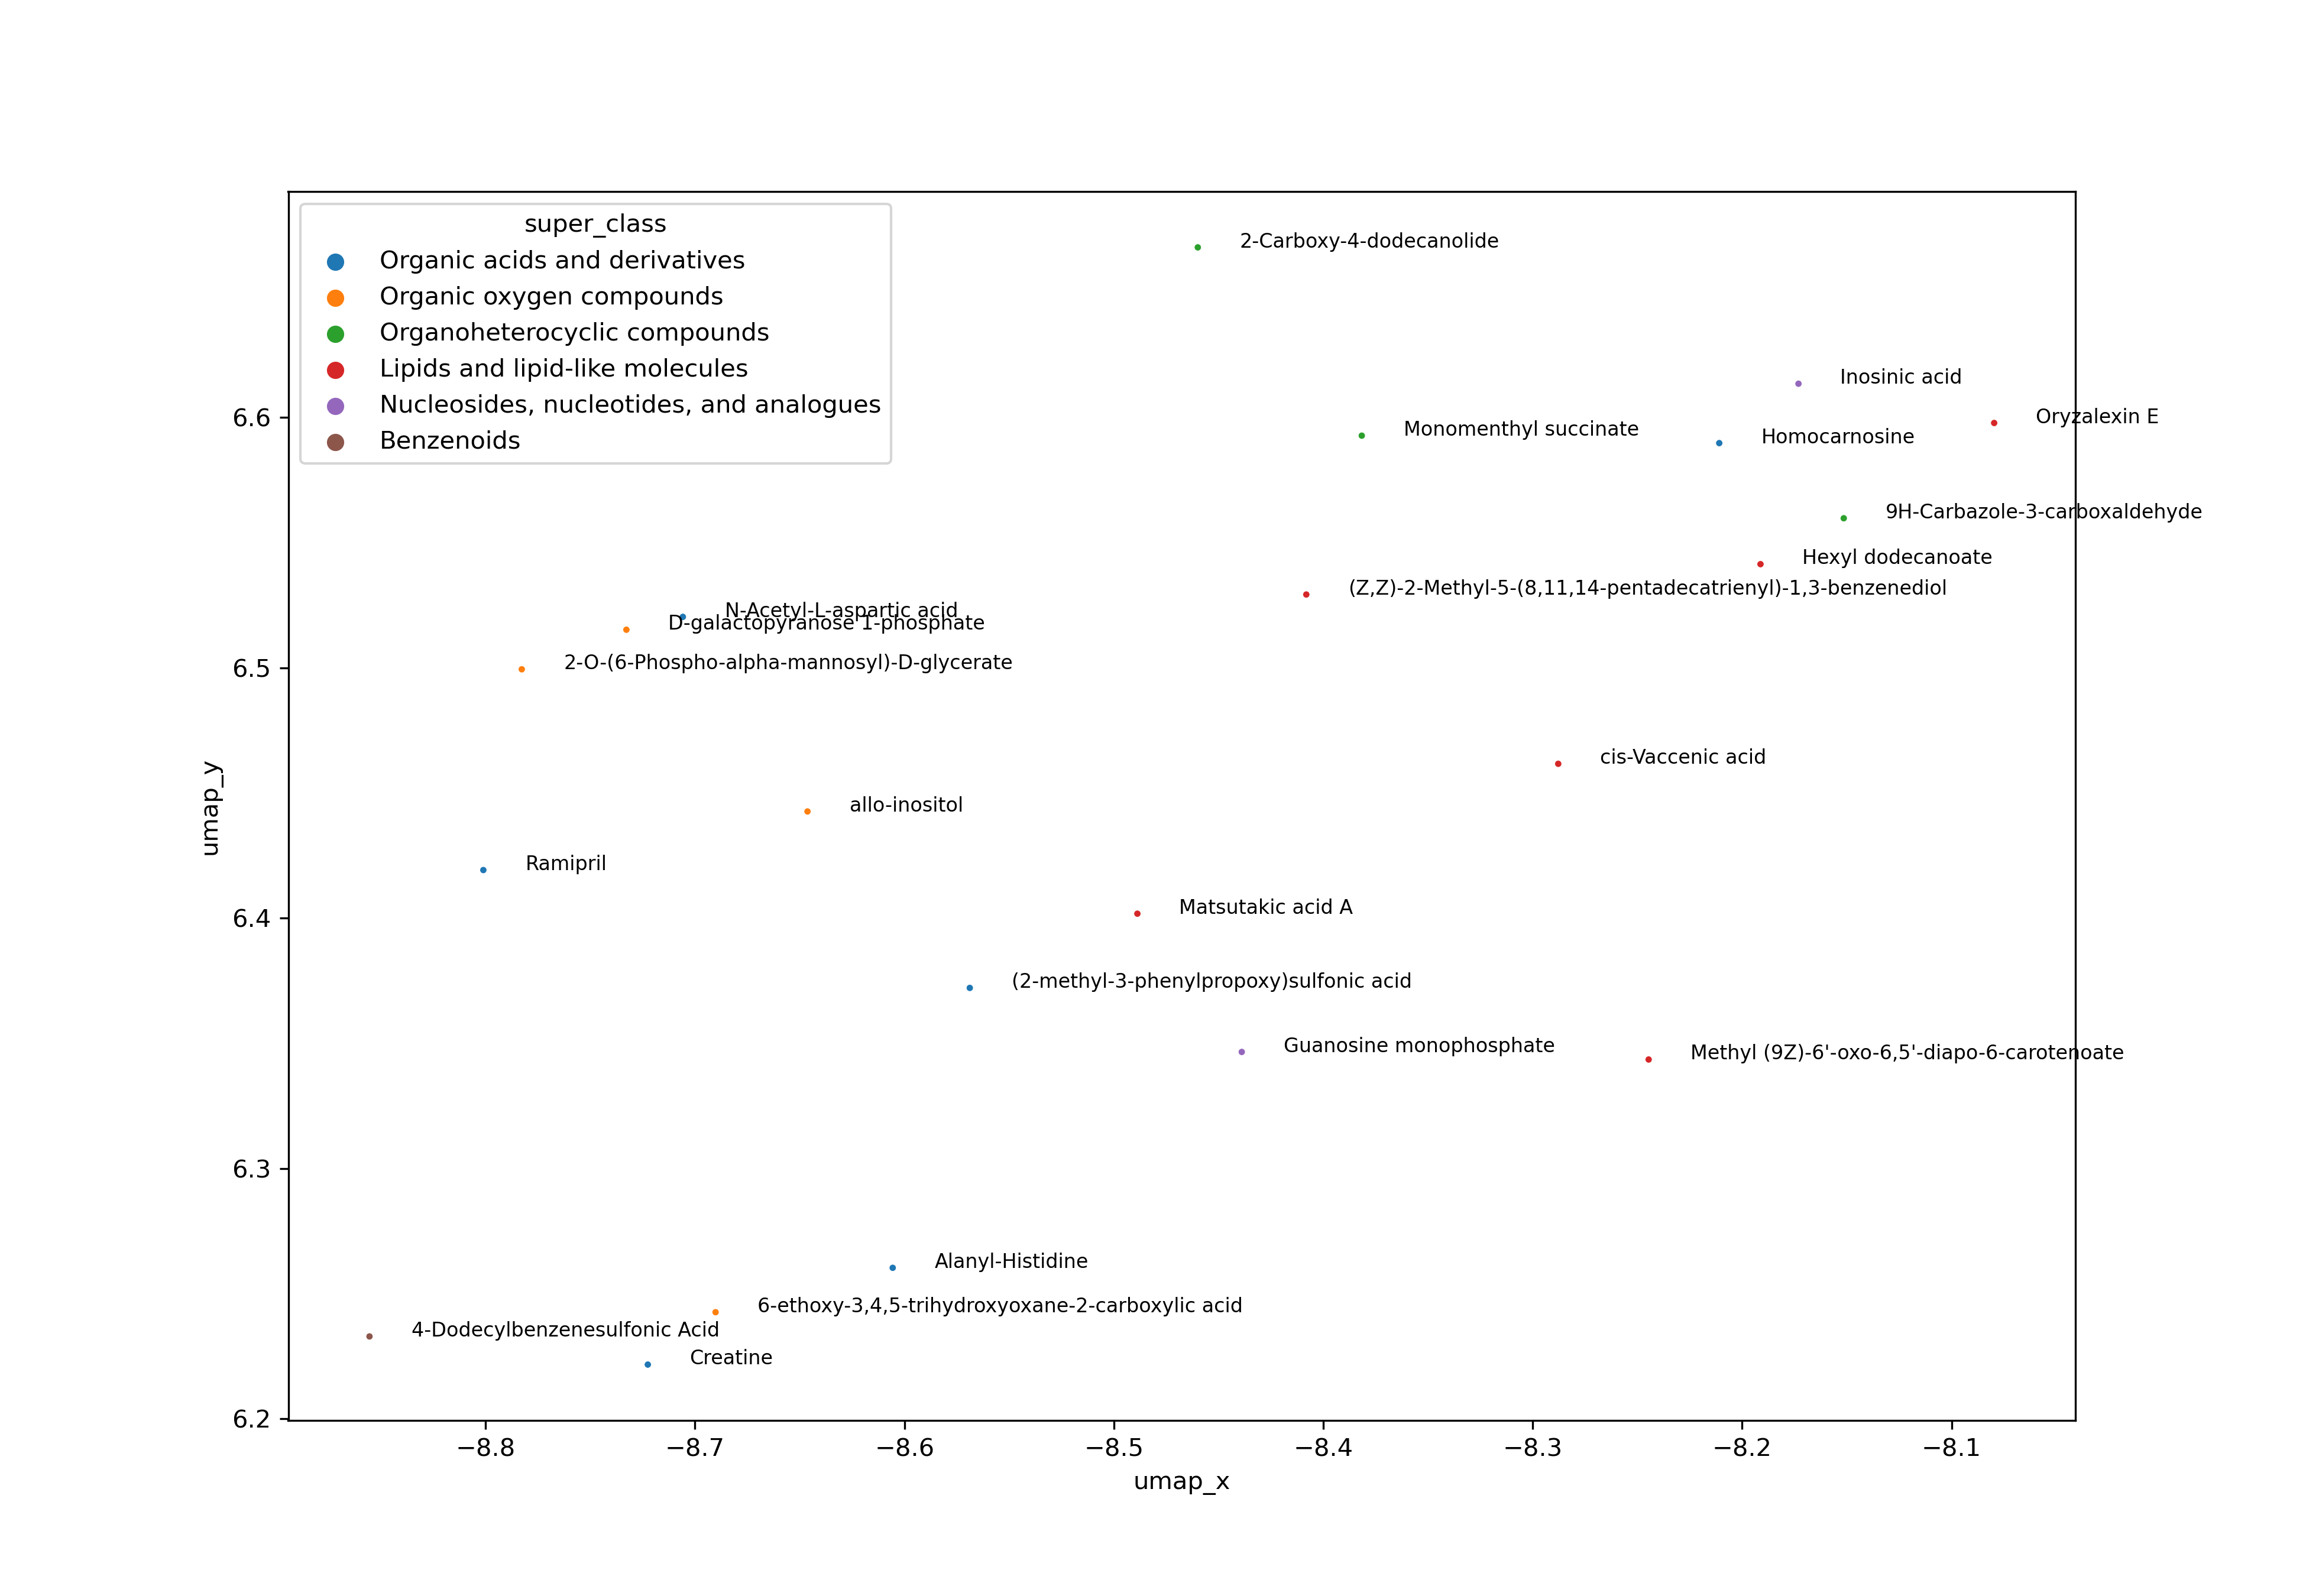 super_class
Organic acids and derivatives
Organic oxygen compounds
Organoheterocyclic compounds
Lipids and lipid-like molecules
Nucleosides, nucleotides, and analogues
Benzenoids
2-Carboxy-4-dodecanolide
Inosinic acid
Oryzalexin E
Monomenthyl succinate
Homocarnosine
9H-Carbazole-3-carboxaldehyde
Hexyl dodecanoate
(Z,Z)-2-Methyl-5-(8,11,14-pentadecatrienyl)-1,3-benzenediol
N-Acetyl-L-aspartic acid
D-galactopyranose 1-phosphate
2-O-(6-Phospho-alpha-mannosyl)-D-glycerate
cis-Vaccenic acid
allo-inositol
Ramipril
Matsutakic acid A
(2-methyl-3-phenylpropoxy)sulfonic acid
Guanosine monophosphate
Methyl (9Z)-6'-oxo-6,5'-diapo-6-carotenoate
Alanyl-Histidine
6-ethoxy-3,4,5-trihydroxyoxane-2-carboxylic acid
4-Dodecylbenzenesulfonic Acid
Creatine
6.6
6.5
6.4
6.3
6.2
umap_y
−8.8 −8.7 −8.6 −8.5 −8.4 −8.3 −8.2 −8.1
umap_x